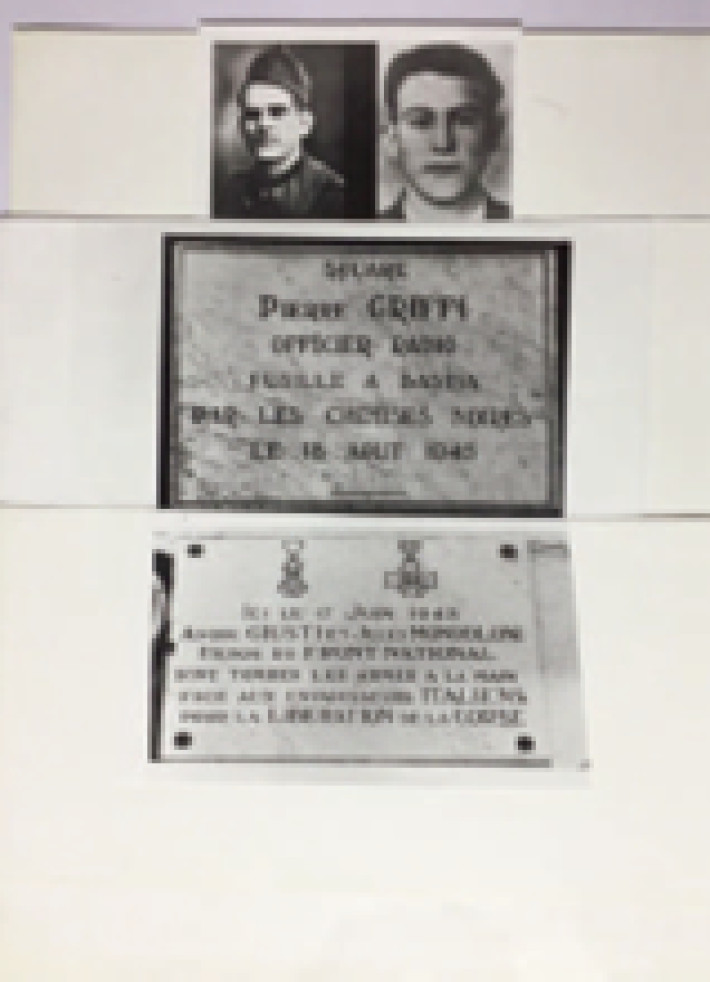 SQUARE
PIERRE GRIFFI
OFFICIER RADIO
FUSILLE A BASTIA
PAR LES CHEMISES NOIRES
LE 18 AOUT 1943
ICI LE 17 JUIN 1943
ANDRE GIUSTI ET JULES MONDOLONI
FRONT NATIONAL
SONT TOMBES LES ARMES A LA MAIN
FACE AUX ENVAHISSEURS ITALIENS
POUR LA LIBERATION DE LA CORSE